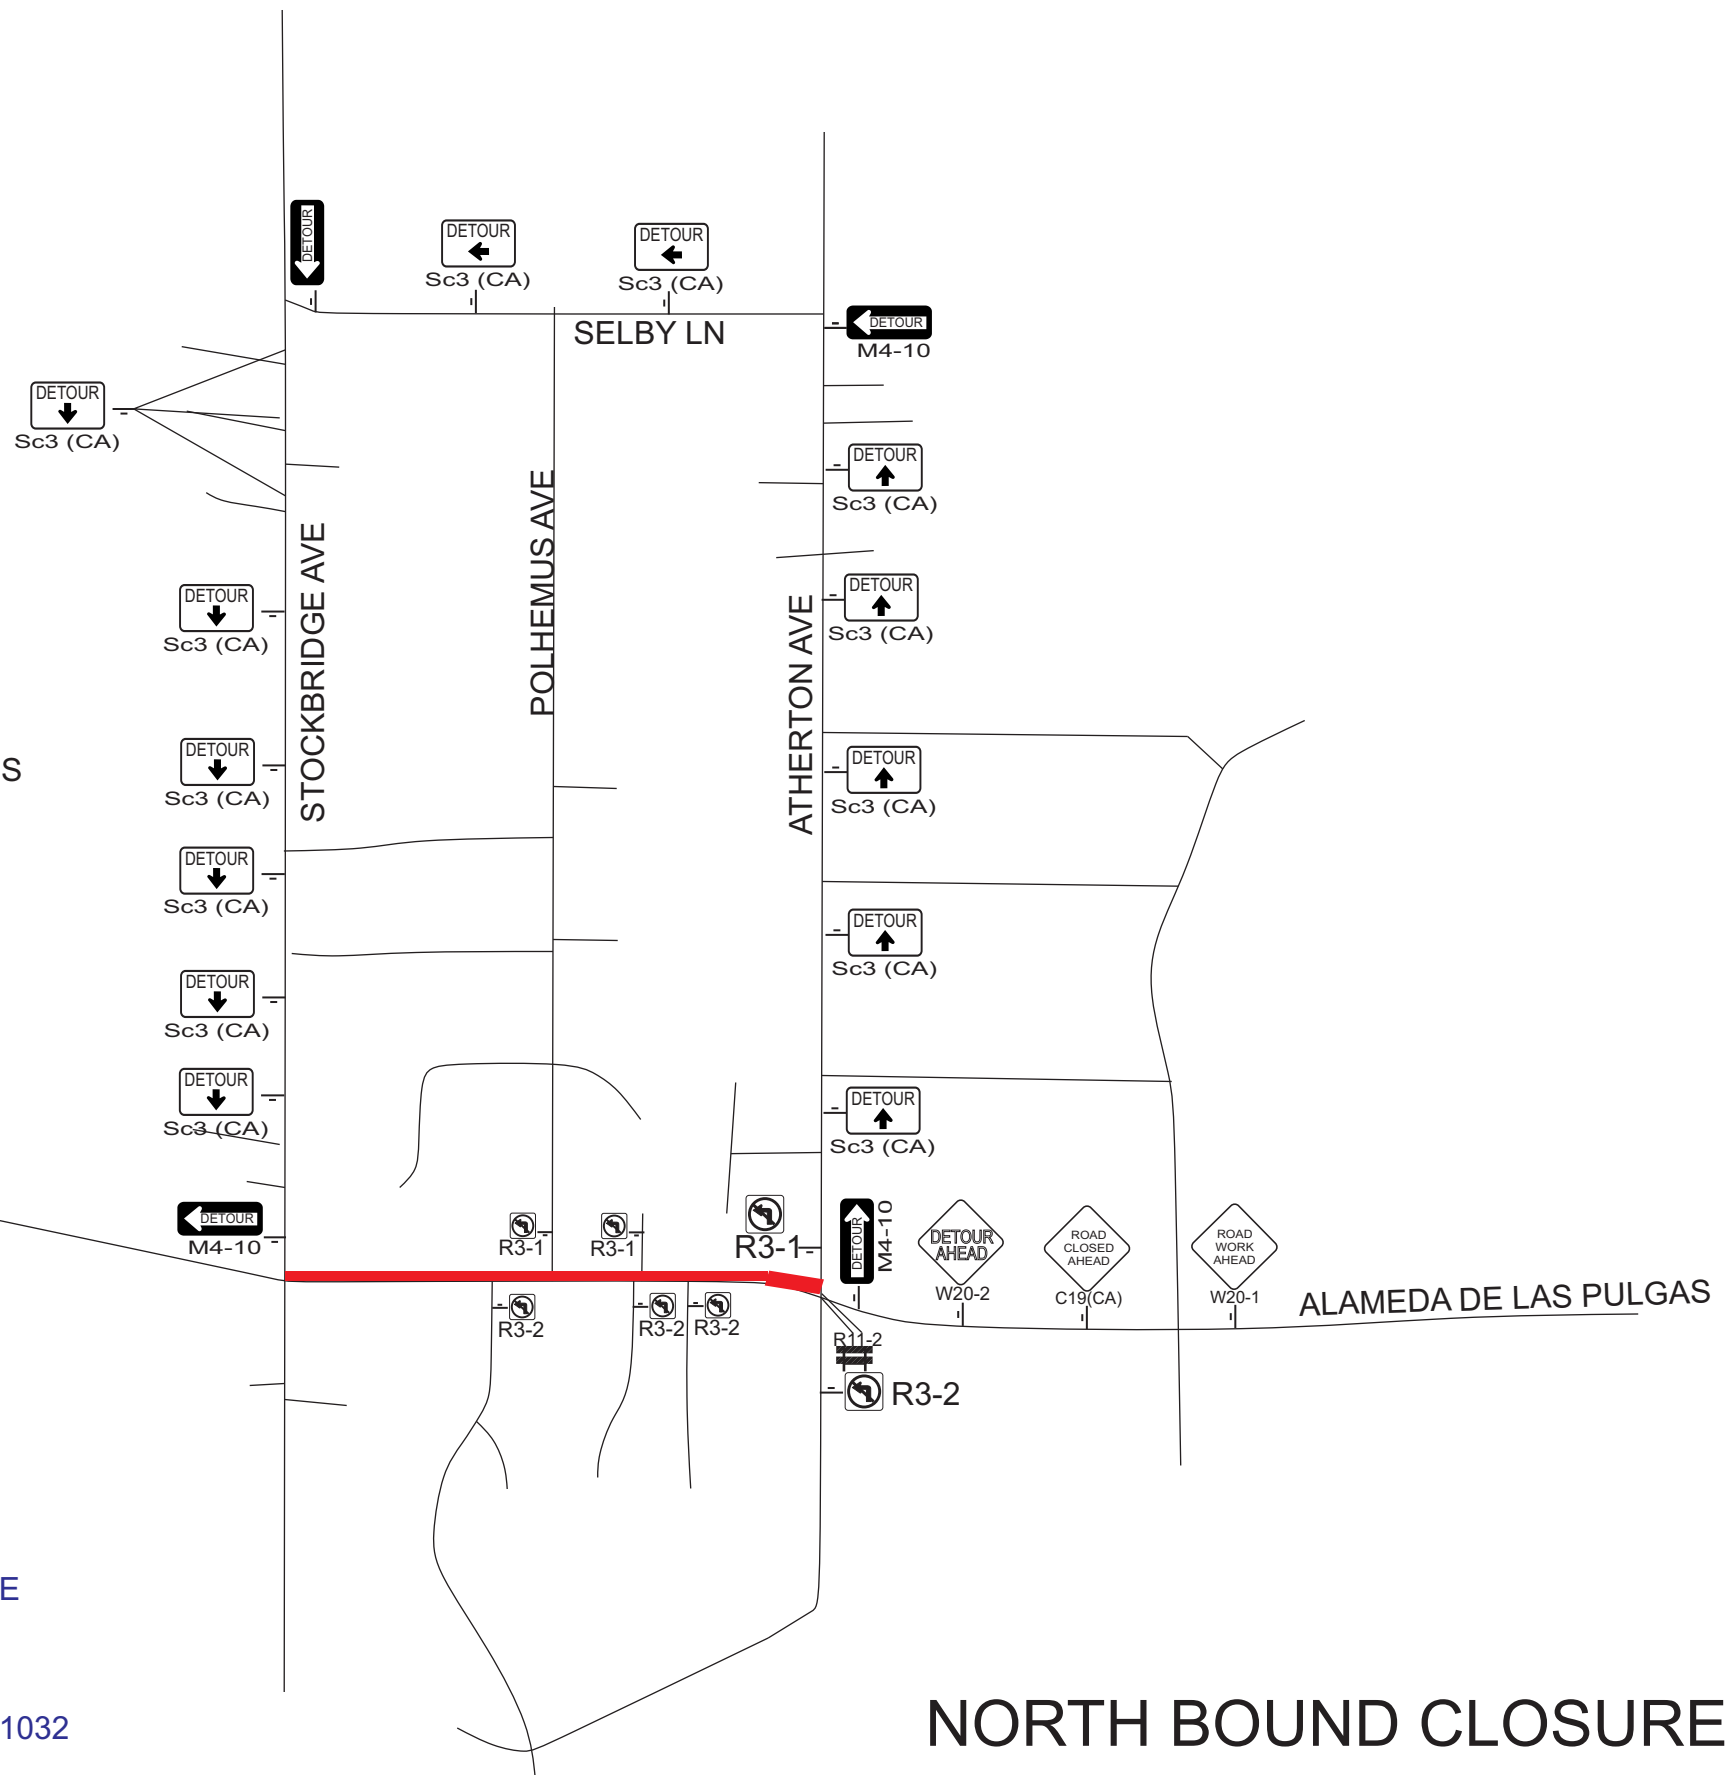 DETOUR
DETOUR
Sc3 (CA)
DETOUR
Sc3 (CA)
SELBY LN
DETOUR
M4-10
DETOUR
Sc3 (CA)
DETOUR
Sc3 (CA)
STOCKBRIDGE AVE
POLHEMUS AVE
ATHERTON AVE
DETOUR
Sc3 (CA)
DETOUR
Sc3 (CA)
DETOUR
Sc3 (CA)
DETOUR
Sc3 (CA)
S
DETOUR
Sc3 (CA)
DETOUR
Sc3 (CA)
DETOUR
Sc3 (CA)
DETOUR
Sc3 (CA)
DETOUR
Sc3 (CA)
DETOUR
M4-10
R3-1
R3-1
R3-1
DETOUR
M4-10
DETOUR
AHEAD
W20-2
ROAD
CLOSED
AHEAD
C19(CA)
ROAD
WORK
AHEAD
W20-1
ALAMEDA DE LAS PULGAS
R3-2
R3-2
R3-2
R11-2
R3-2
E
1032
NORTH BOUND CLOSURE